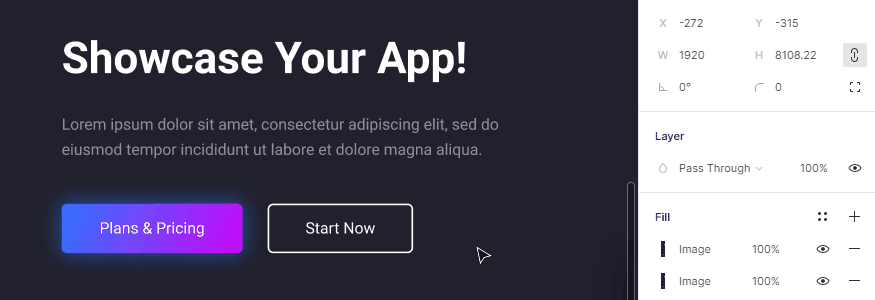 Showcase Your App!
Lorem ipsum dolor sit amet, consectetur adipiscing elit, sed do
eiusmod tempor incididunt ut labore et dolore magna aliqua.
Plans & Pricing
Start Now
X -272 Y -315
W 1920 H 8108.22
0° 0
Layer
Pass Through 100%
Fill
Image 100%
Image 100%